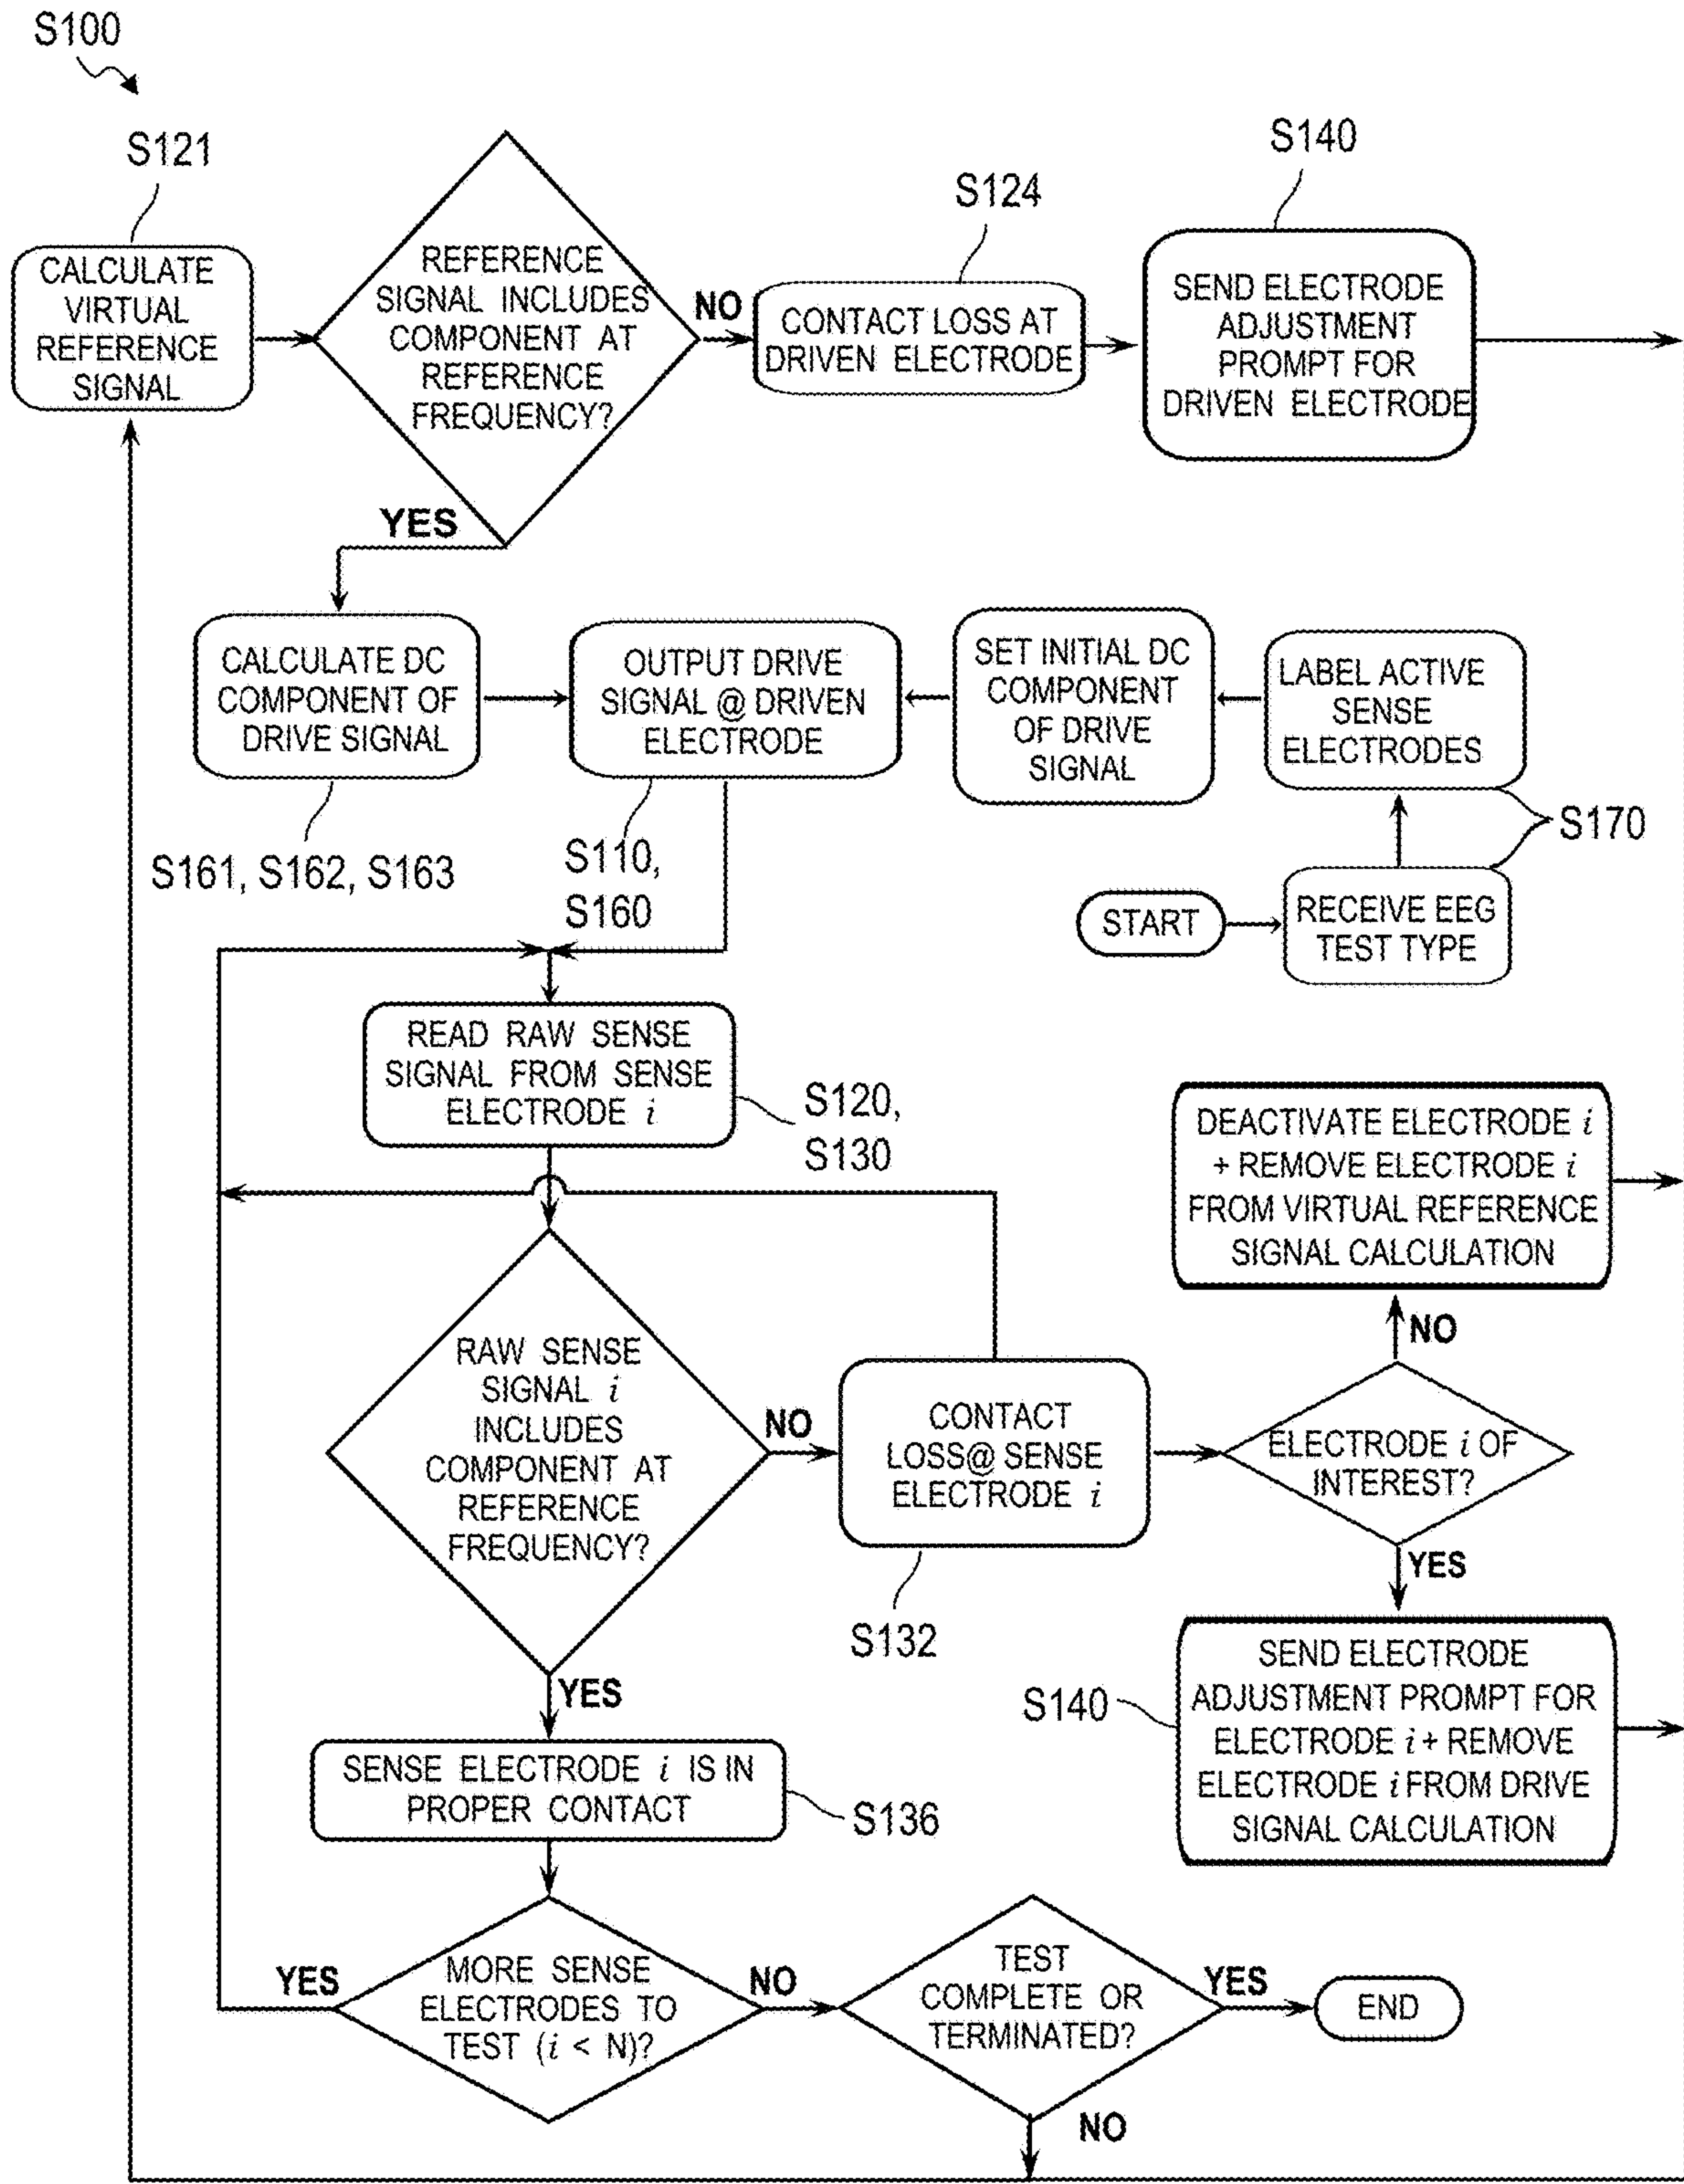 S100
S121
CALCULATE
VIRTUAL
REFERENCE
SIGNAL
REFERENCE
SIGNAL INCLUDES
COMPONENT AT
REFERENCE
FREQUENCY?
NO
YES
S124
CONTACT LOSS AT
DRIVEN ELECTRODE
S140
SEND ELECTRODE
ADJUSTMENT
PROMPT FOR
DRIVEN ELECTRODE
CALCULATE DC
COMPONENT OF
DRIVE SIGNAL
S161, S162, S163
OUTPUT DRIVE
SIGNAL @ DRIVEN
ELECTRODE
S110,
S160
SET INITIAL DC
COMPONENT
OF DRIVE
SIGNAL
LABEL ACTIVE
SENSE
ELECTRODES
S170
START
RECEIVE EEG
TEST TYPE
READ RAW SENSE
SIGNAL FROM SENSE
ELECTRODE i
S120,
S130
DEACTIVATE ELECTRODE i
+ REMOVE ELECTRODE i
FROM VIRTUAL REFERENCE
SIGNAL CALCULATION
NO
RAW SENSE
SIGNAL i
INCLUDES
COMPONENT AT
REFERENCE
FREQUENCY?
NO
CONTACT
LOSS@ SENSE
ELECTRODE i
S132
ELECTRODE i OF
INTEREST?
YES
YES
SEND ELECTRODE
ADJUSTMENT PROMPT FOR
ELECTRODE i + REMOVE
ELECTRODE i FROM DRIVE
SIGNAL CALCULATION
S140
SENSE ELECTRODE i IS IN
PROPER CONTACT
S136
YES
MORE SENSE
ELECTRODES TO
TEST (i < N)?
NO
TEST
COMPLETE OR
TERMINATED?
YES
END
NO